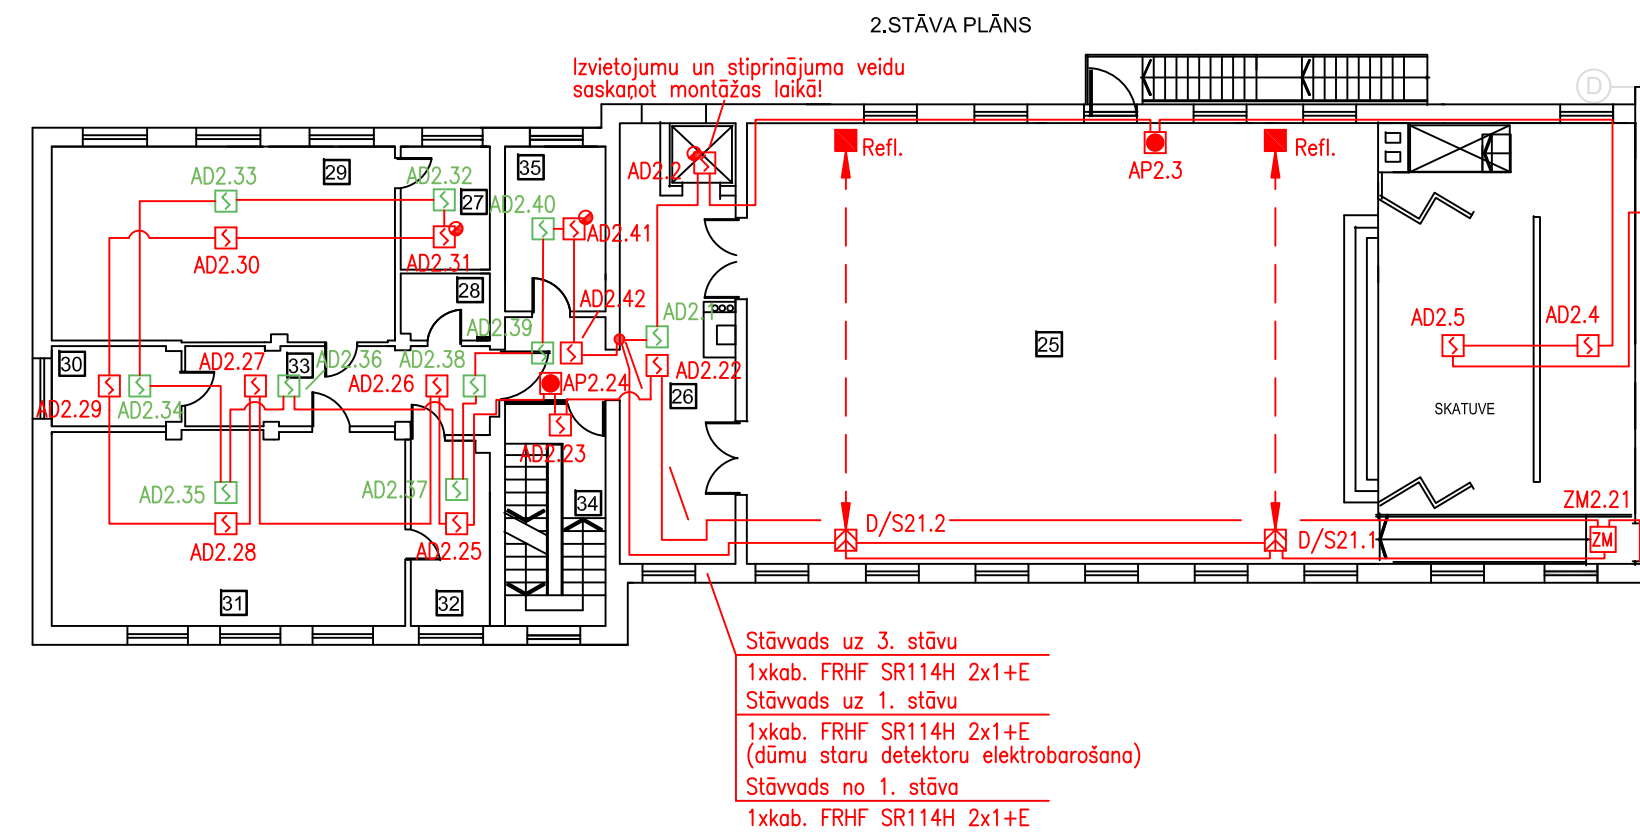 2.STĀVA PLĀNS
Izvietojumu un stiprinājuma veidu
saskaņot montāžas laikā!
D
Refl.
Refl.
AP2.3
AD2.2
29
35
27
AD2.33
AD2.32
AD2.40
AD2.41
AD2.30
AD2.31
28
AD2.42
AD2.39
AD2.1
25
AD2.5
AD2.4
30
AD2.27
33
AD2.36
AD2.38
AD2.26
AP2.24
AD2.22
26
AD2.29
AD2.34
SKATUVE
AD2.23
AD2.35
AD2.37
34
ZM2.21
AD2.28
AD2.25
D/S21.2
D/S21.1
ZM
31
32
Stāvvads uz 3. stāvu
1xkab. FRHF SR114H 2x1+E
Stāvvads uz 1. stāvu
1xkab. FRHF SR114H 2x1+E
(dūmu staru detektoru elektrobarošana)
Stāvvads no 1. stāva
1xkab. FRHF SR114H 2x1+E